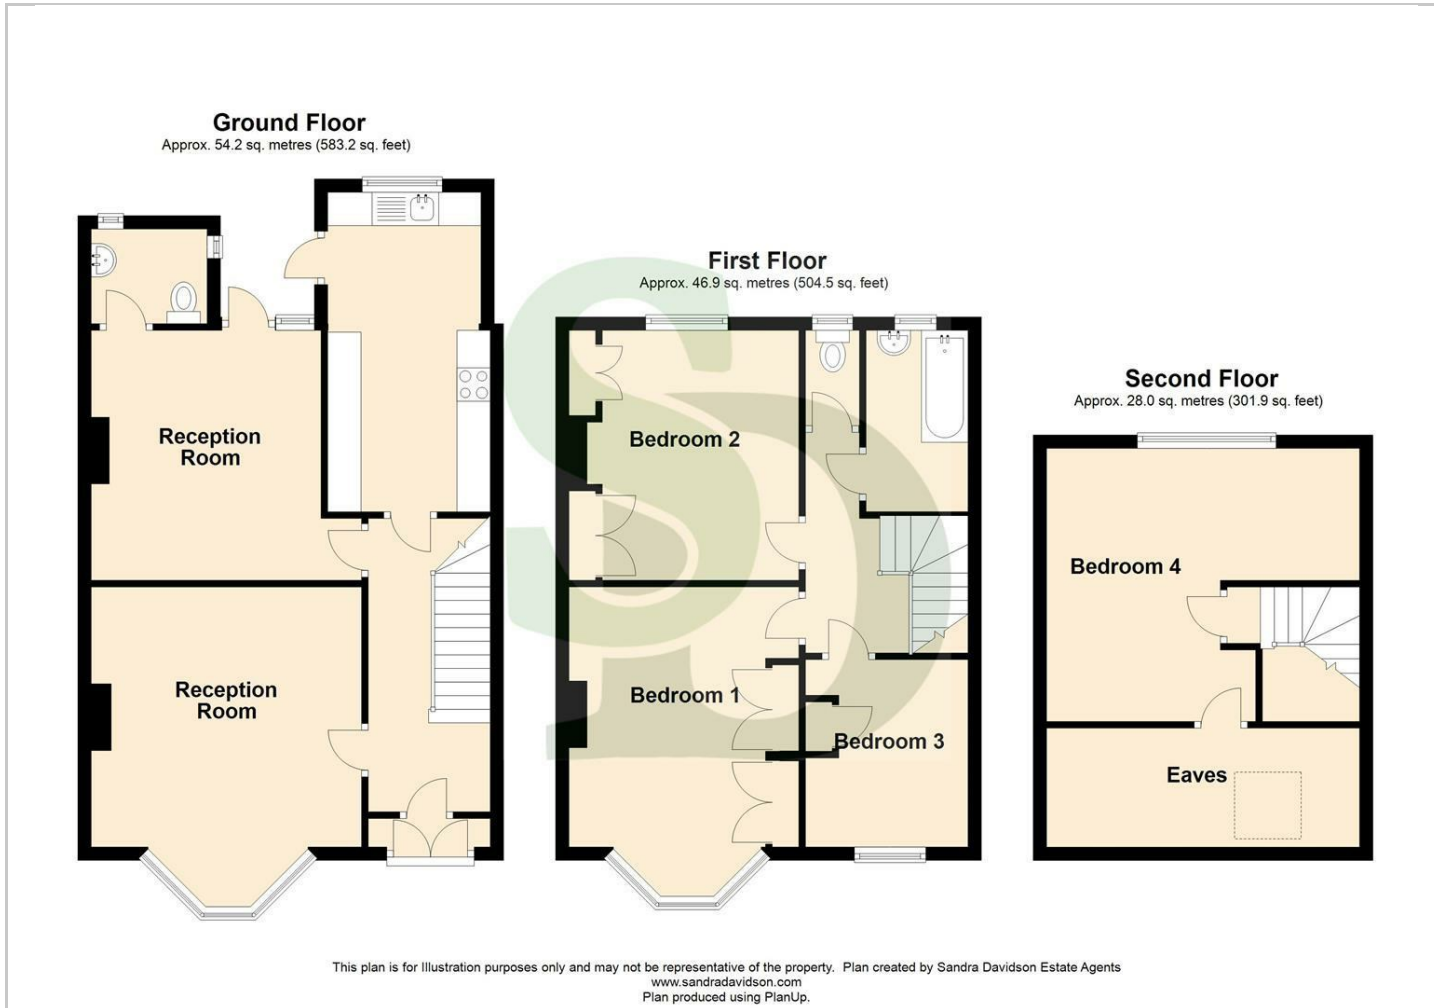 Ground Floor
Approx. 54.2 sq. metres (583.2 sq. feet)
Reception
Room
Reception
Room
First Floor
Approx. 46.9 sq. metres (504.5 sq. feet)
Bedroom 2
Bedroom 1
Bedroom 3
Second Floor
Approx. 28.0 sq. metres (301.9 sq. feet)
Bedroom 4
Eaves
SD
This plan is for Illustration purposes only and may not be representative of the property. Plan created by Sandra Davidson Estate Agents
www.sandradavidson.com
Plan produced using PlanUp.